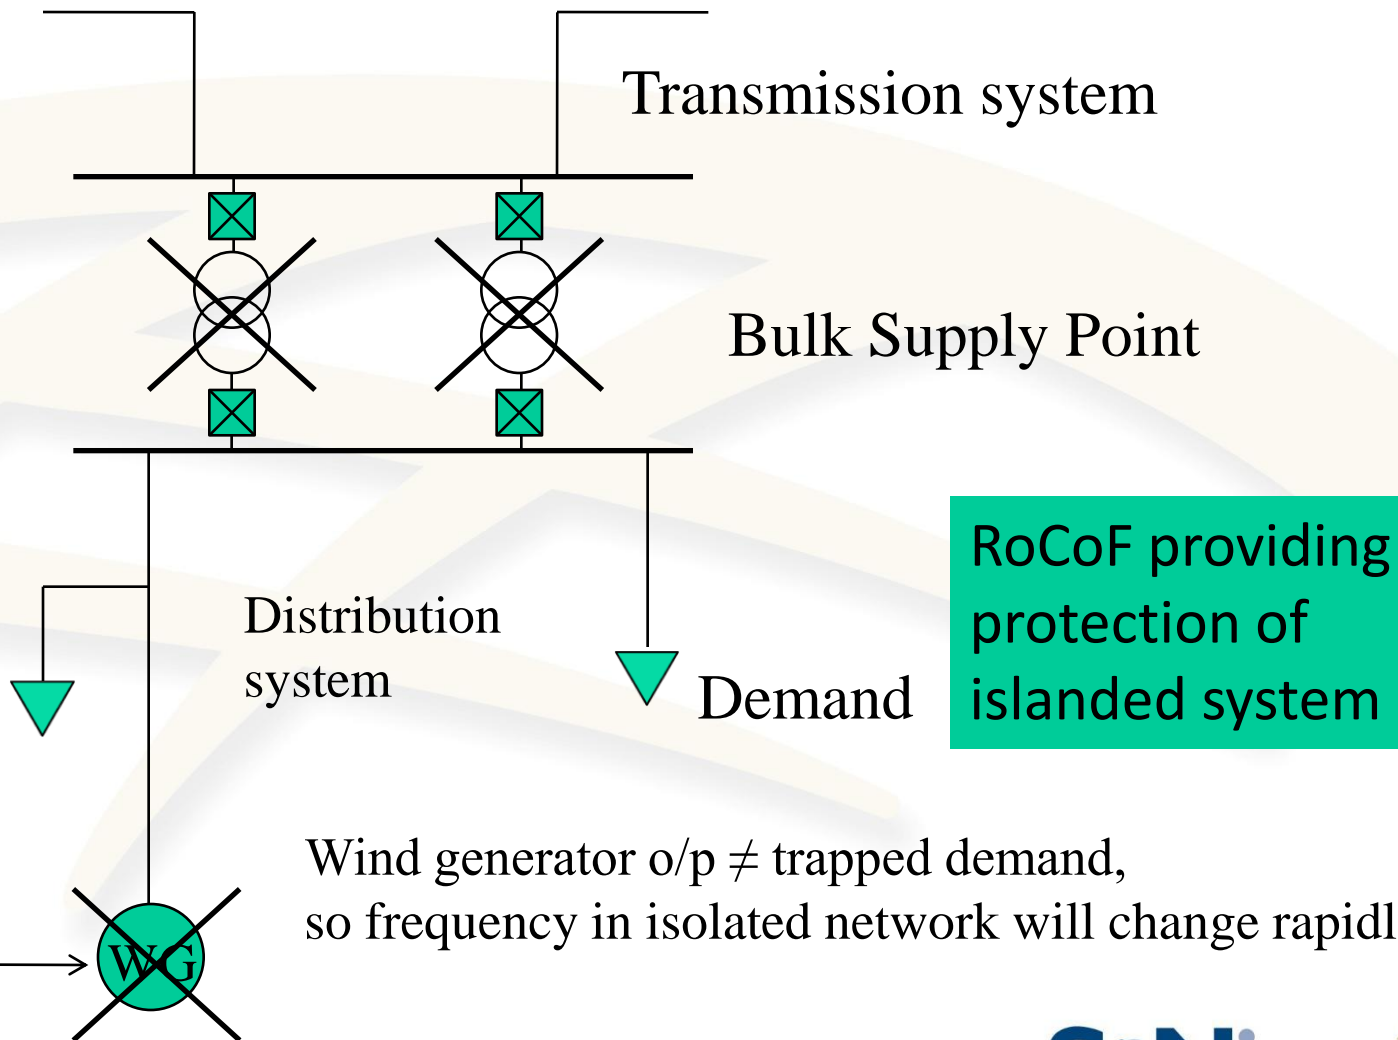 Transmission system
Bulk Supply Point
RoCoF providing
protection of
islanded system
Distribution
system
Demand
Wind generator o/p ≠ trapped demand,
so frequency in isolated network will change rapidl
WG